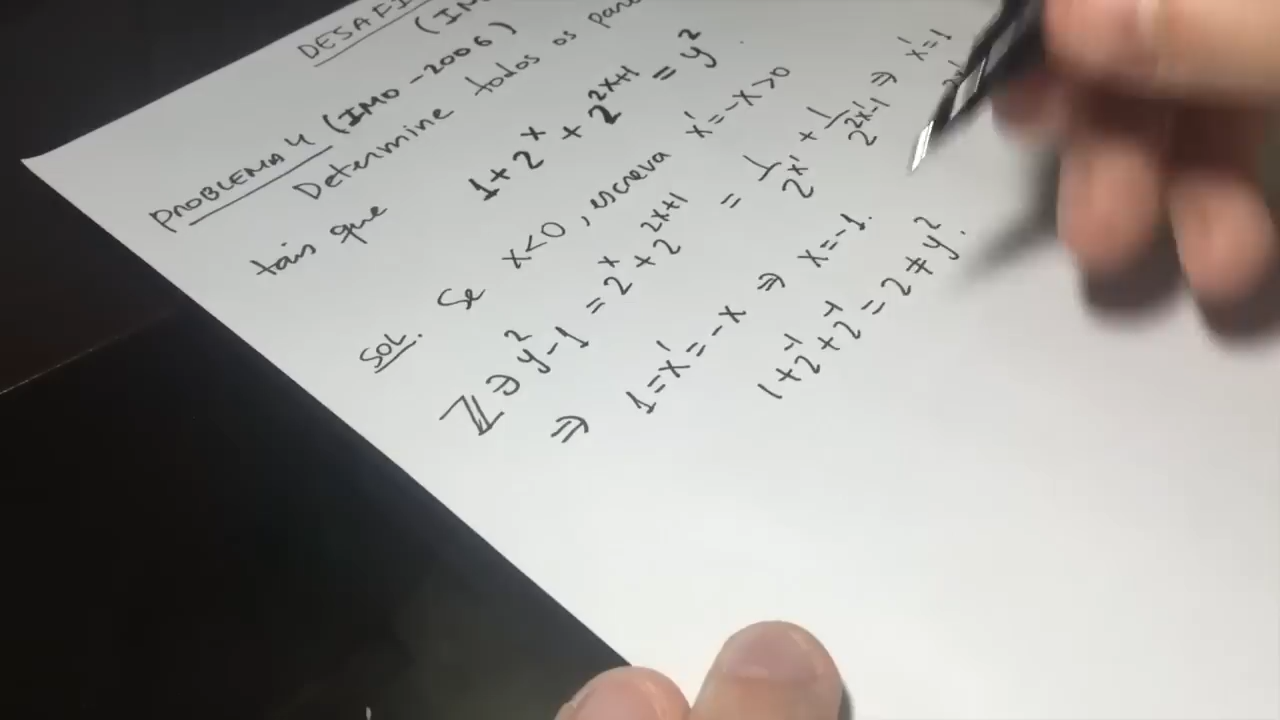 DESAFI
(IM
PROBLEMA 4 (IMO-2006)
Determine todos os pare
tais que
1+2^x + 2^{2x+1} = y^2.
SOL. Se x<0, escreva x'=-x>0
ℤ∋y^2-1 = 2^x+2^{2x+1} = 1/2^{x'} + 1/2^{2x'-1} ⇒ x'=1
⇒ 1=x'=-x ⇒ x=-1.
1+2^{-1}+2^{-1} = 2≠y^2.